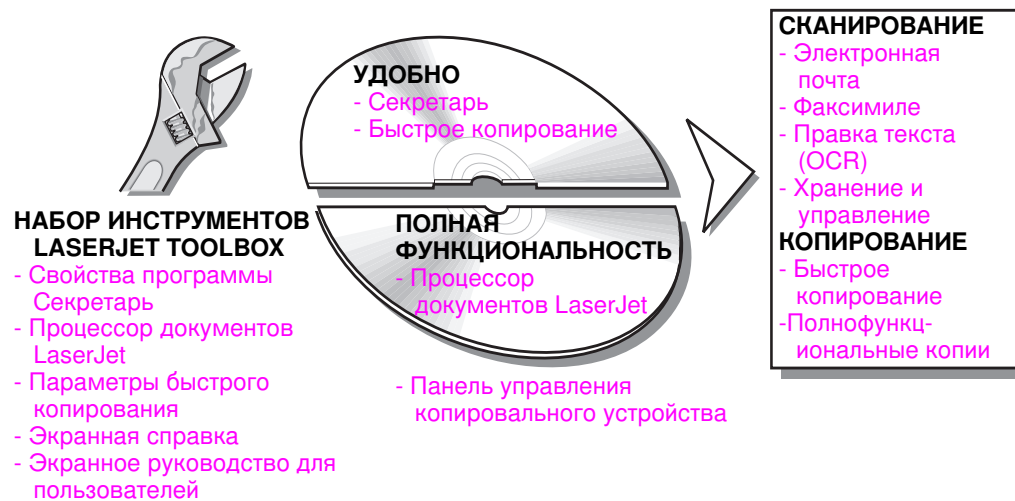 НАБОР ИНСТРУМЕНТОВ
LASERJET TOOLBOX
- Свойства программы
Секретарь
- Процессор документов
LaserJet
- Параметры быстрого
копирования
- Экранная справка
- Экранное руководство для
пользователей
УДОБНО
- Секретарь
- Быстрое копирование
ПОЛНАЯ
ФУНКЦИОНАЛЬНОСТЬ
- Процессор
документов LaserJet
- Панель управления
копировального устройства
СКАНИРОВАНИЕ
- Электронная
почта
- Факсимиле
- Правка текста
(OCR)
- Хранение и
управление
КОПИРОВАНИЕ
- Быстрое
копирование
-Полнофункц-
иональные копии